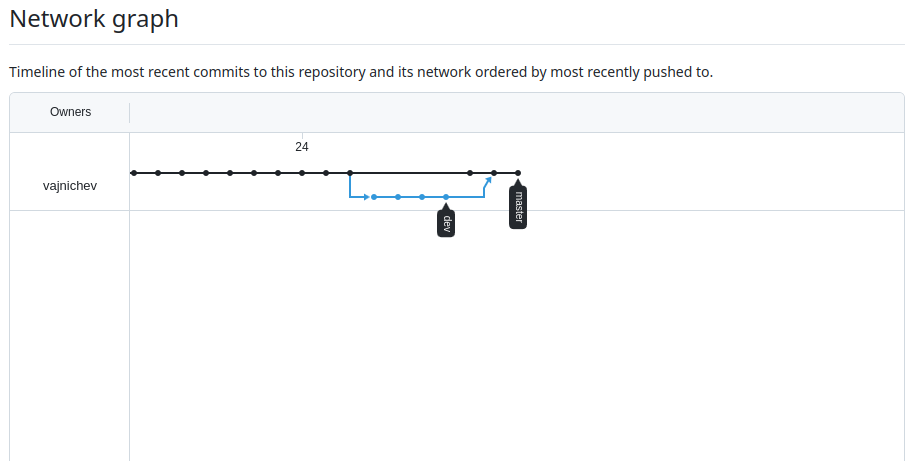 Network graph
Timeline of the most recent commits to this repository and its network ordered by most recently pushed to.
Owners
24
vajnichev
master
dev